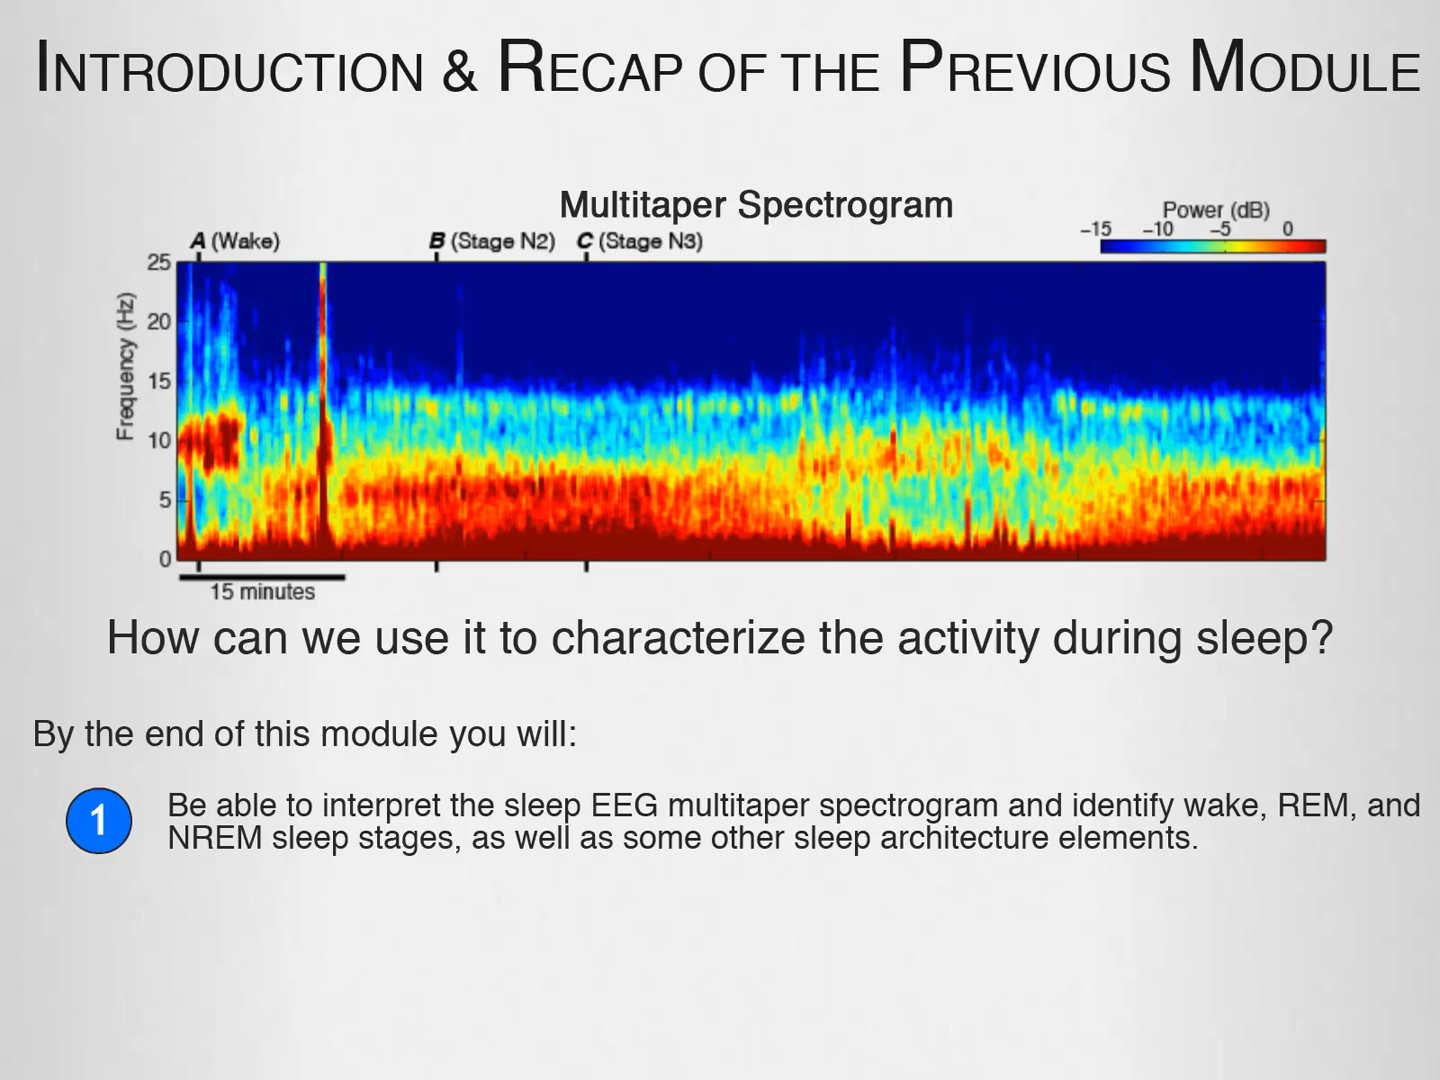 Introduction & Recap of the Previous Module
Multitaper Spectrogram
Power (dB)
−15 −10 −5 0
A (Wake) B (Stage N2) C (Stage N3)
Frequency (Hz)
25
20
15
10
5
0
15 minutes
How can we use it to characterize the activity during sleep?
By the end of this module you will:
1 Be able to interpret the sleep EEG multitaper spectrogram and identify wake, REM, and
NREM sleep stages, as well as some other sleep architecture elements.